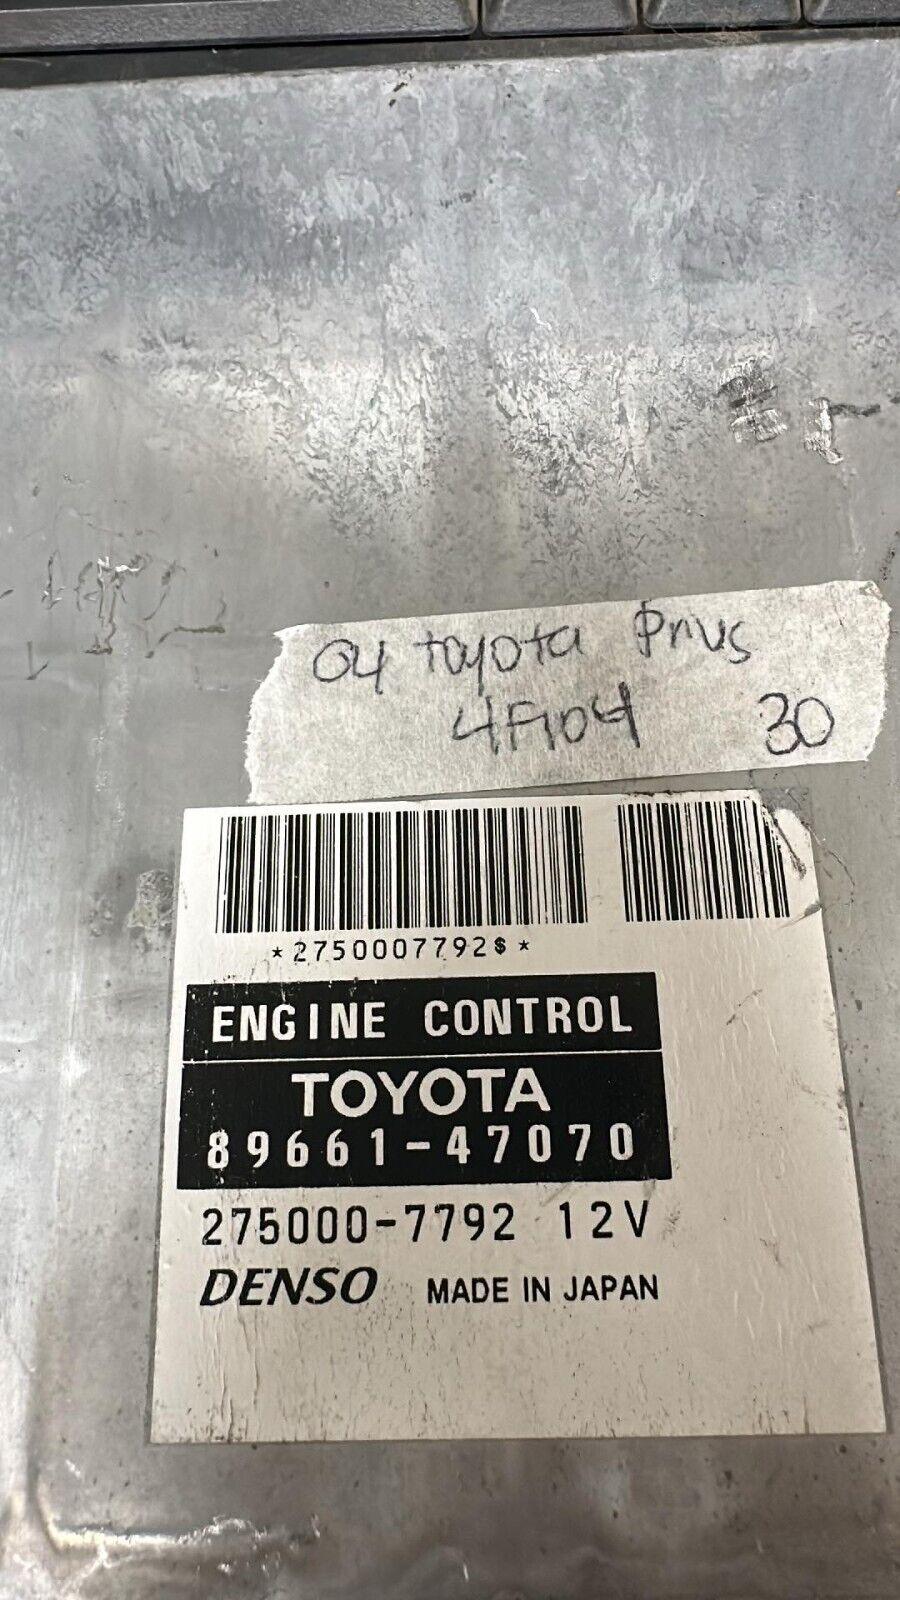 04 Toyota Prius
4F104 30
*2750007792$*
ENGINE CONTROL
TOYOTA
89661-47070
275000-7792 12V
DENSO MADE IN JAPAN